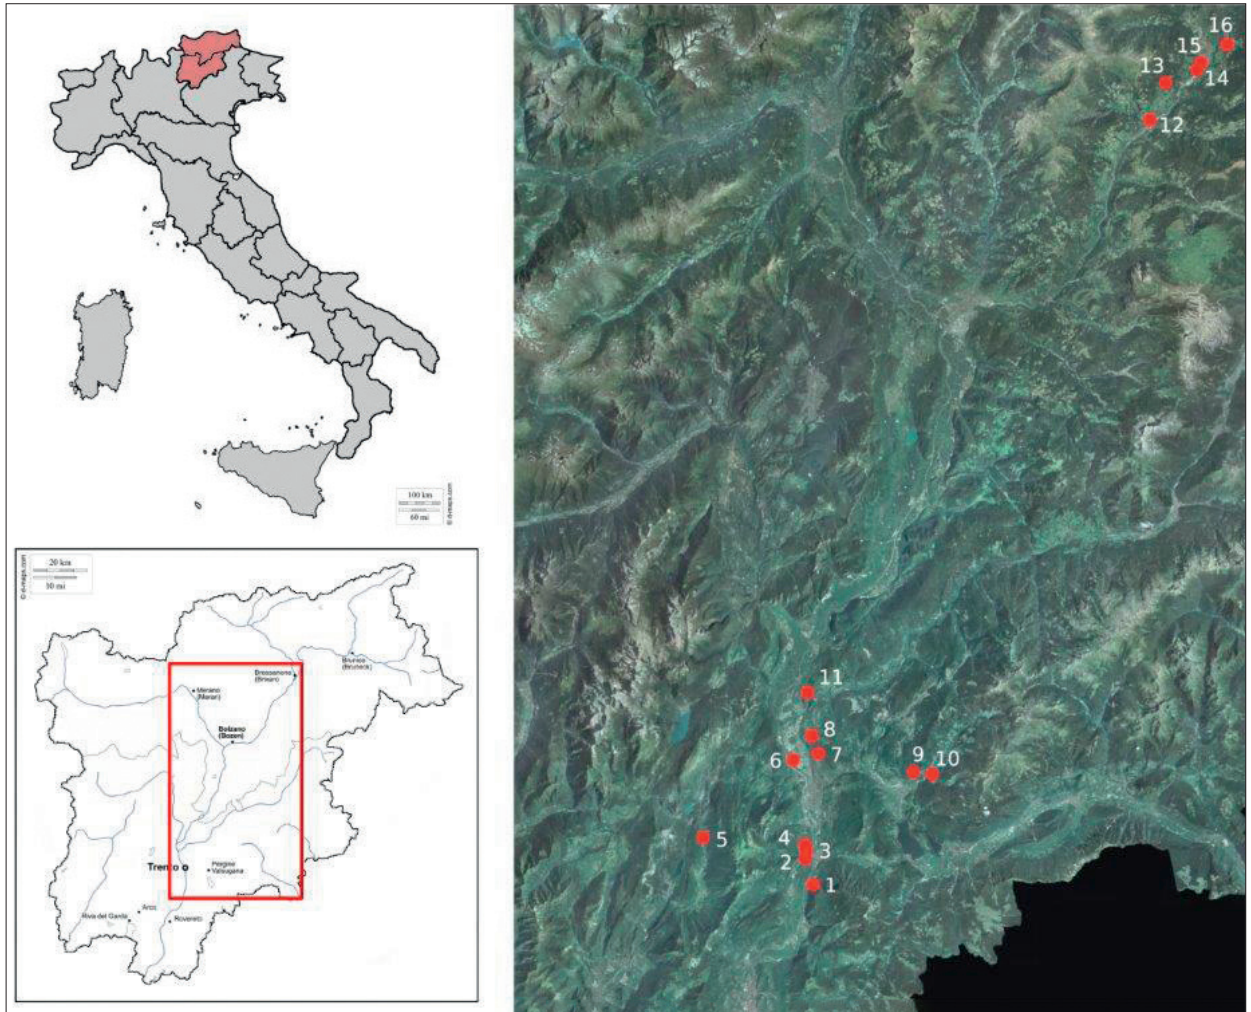 100 km
60 mi
© d-maps.com
© d-maps.com
20 km
10 mi
Brunico
(Bruneck)
Bressanone
(Brixen)
Merano
(Meran)
Bolzano
(Bozen)
Trento
Pergine
Valsugana
Arco
Riva del Garda
Rovereto
16
15
14
13
12
11
8
7
6
9
10
5
4
3
2
1